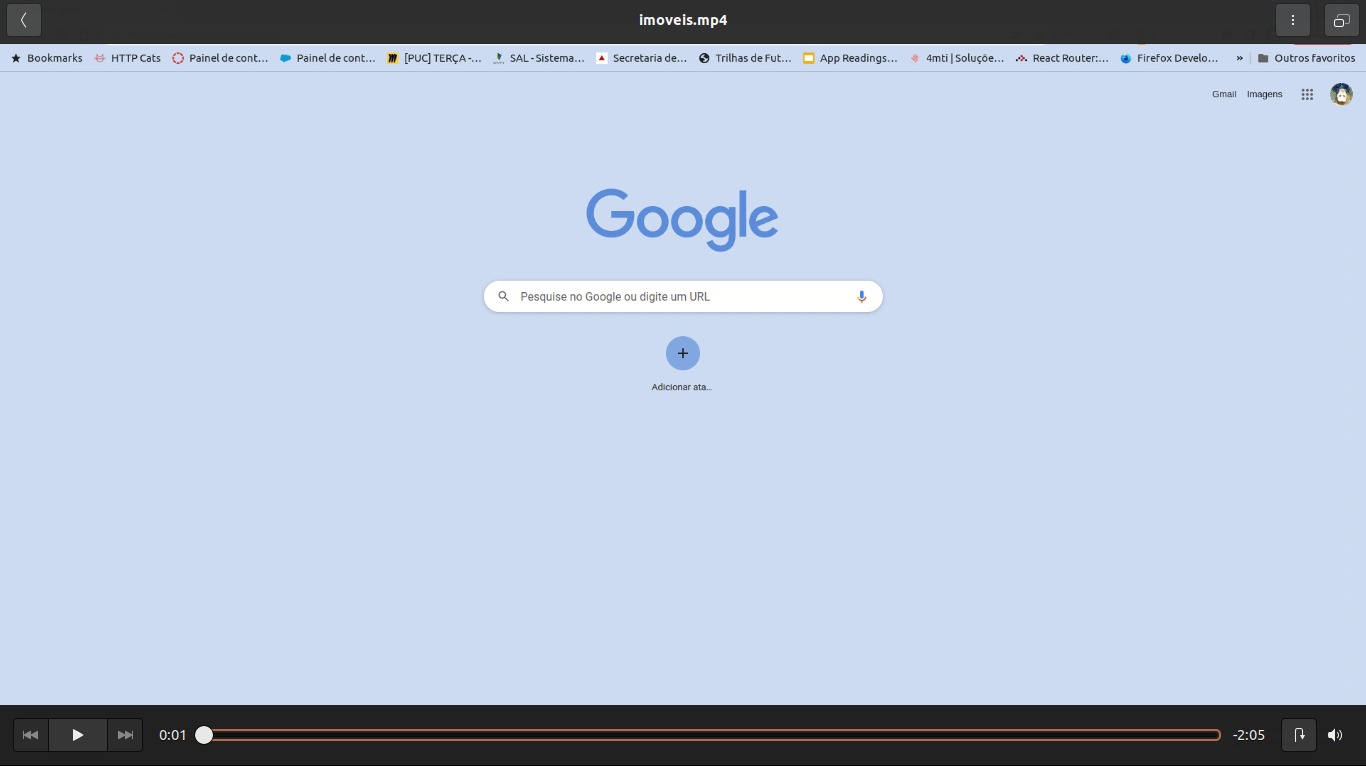 imoveis.mp4
Bookmarks HTTP Cats Painel de cont... Painel de cont... [PUC] TERÇA -... SAL - Sistema... Secretaria de... Trilhas de Fut... App Readings... 4mti | Soluçõe... React Router:... Firefox Develo... » Outros favoritos
Gmail Imagens
Google
Pesquise no Google ou digite um URL
Adicionar ata...
0:01 -2:05